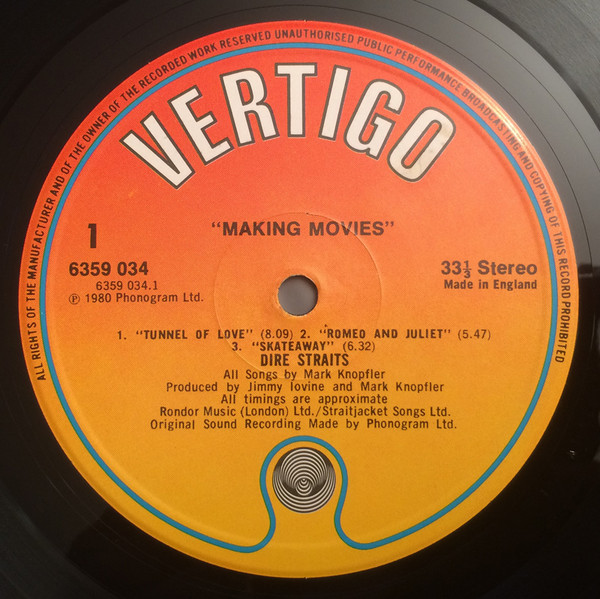 ALL RIGHTS OF THE MANUFACTURER AND OF THE OWNER OF THE RECORDED WORK RESERVED UNAUTHORISED PUBLIC PERFORMANCE BROADCASTING AND COPYING OF THIS RECORD PROHIBITED
VERTIGO
1
"MAKING MOVIES"
6359 034
6359 034.1
℗ 1980 Phonogram Ltd.
33⅓ Stereo
Made in England
1. "TUNNEL OF LOVE" (8.09) 2. "ROMEO AND JULIET" (5.47)
3. "SKATEAWAY" (6.32)
DIRE STRAITS
All Songs by Mark Knopfler
Produced by Jimmy Iovine and Mark Knopfler
All timings are approximate
Rondor Music (London) Ltd./Straitjacket Songs Ltd.
Original Sound Recording Made by Phonogram Ltd.